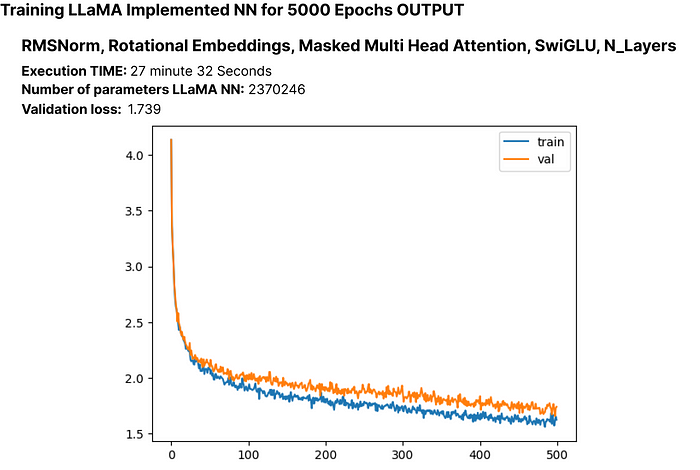 Training LLaMA Implemented NN for 5000 Epochs OUTPUT
RMSNorm, Rotational Embeddings, Masked Multi Head Attention, SwiGLU, N_Layers
Execution TIME: 27 minute 32 Seconds
Number of parameters LLaMA NN: 2370246
Validation loss: 1.739
train
val
4.0
3.5
3.0
2.5
2.0
1.5
0 100 200 300 400 500